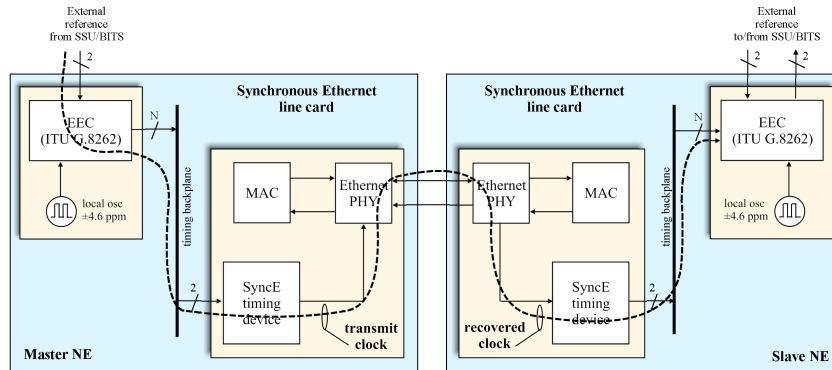 External
reference
from SSU/BITS
2
External
reference
to/from SSU/BITS
2
2
Synchronous Ethernet
line card
Synchronous Ethernet
line card
EEC
(ITU G.8262)
N
local osc
±4.6 ppm
timing backplane
MAC
Ethernet
PHY
2
SyncE
timing
device
transmit
clock
Master NE
Ethernet
PHY
MAC
SyncE
timing
device
2
recovered
clock
timing backplane
N
EEC
(ITU G.8262)
local osc
±4.6 ppm
Slave NE